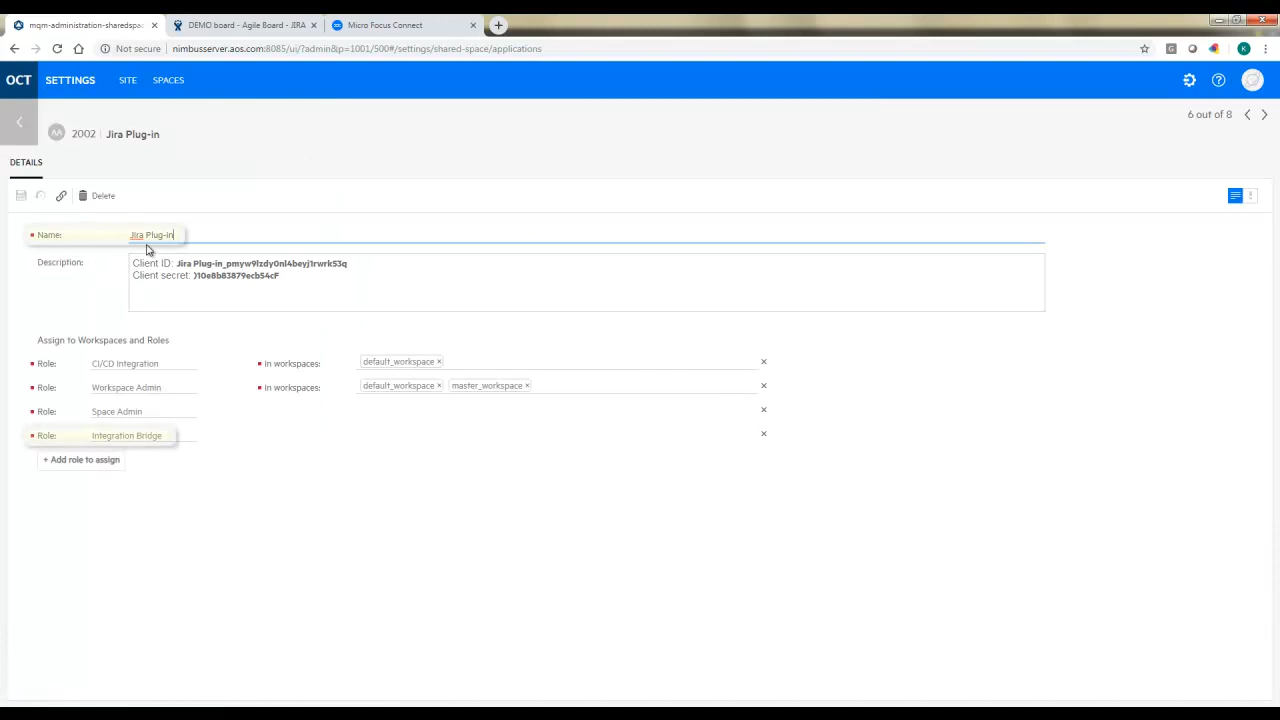 mqm-administration-sharedspac
DEMO board - Agile Board - JIRA
Micro Focus Connect
Not secure
nimbusserver.aos.com:8085/ui/?admin&p=1001/500#/settings/shared-space/applications
OCT
SETTINGS
SITE
SPACES
6 out of 8
AA
2002
Jira Plug-in
DETAILS
Delete
Name:
Jira Plug-in
Description:
Client ID: Jira Plug-in_pmyw9lzdy0nl4beyj1rwrk53q
Client secret: )10e8b83879ecb54cF
Assign to Workspaces and Roles
Role: CI/CD Integration In workspaces: default_workspace ×
Role: Workspace Admin In workspaces: default_workspace × master_workspace ×
Role: Space Admin
Role: Integration Bridge
+ Add role to assign